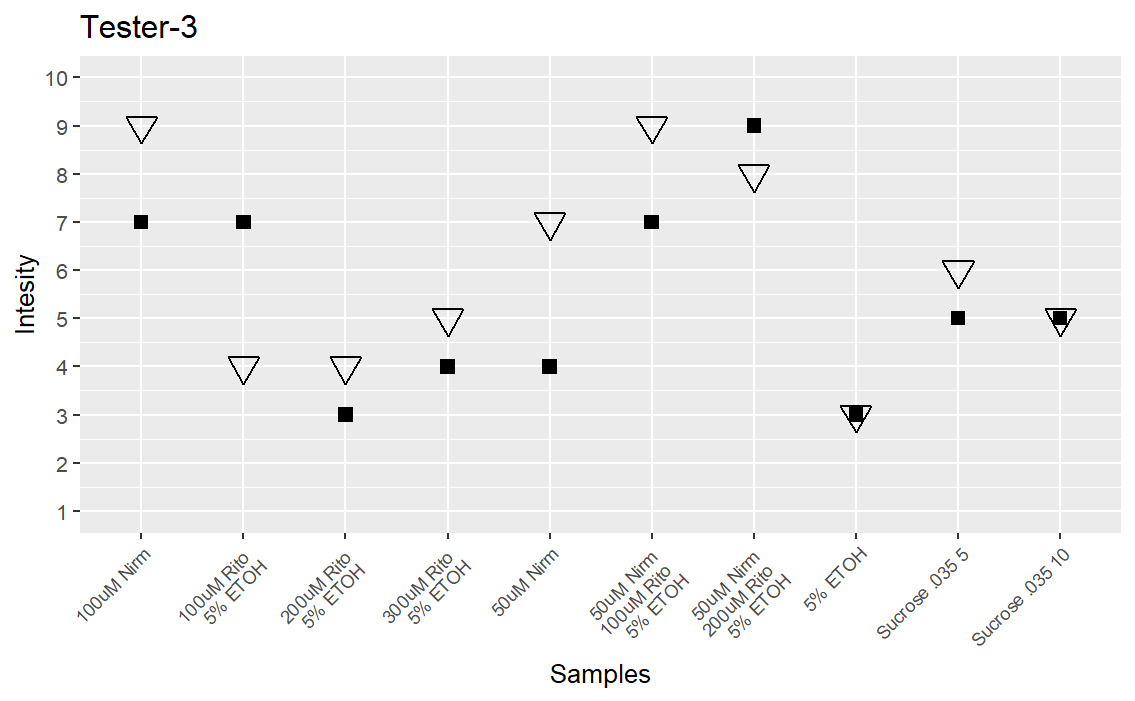 Tester-3
Intesity
10
9
8
7
6
5
4
3
2
1
100uM Nirm
100uM Rito
5% ETOH
200uM Rito
5% ETOH
300uM Rito
5% ETOH
50uM Nirm
50uM Nirm
100uM Rito
5% ETOH
50uM Nirm
200uM Rito
5% ETOH
5% ETOH
Sucrose .035 5
Sucrose .035 10
Samples